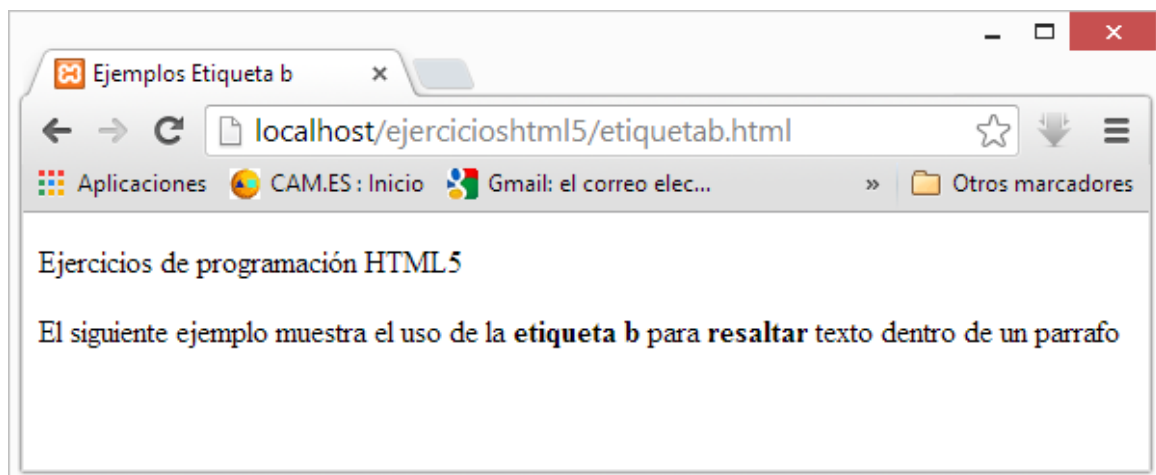 Ejemplos Etiqueta b
localhost/ejercicioshtml5/etiquetab.html
Aplicaciones CAM.ES : Inicio Gmail: el correo elec... » Otros marcadores
Ejercicios de programación HTML5
El siguiente ejemplo muestra el uso de la etiqueta b para resaltar texto dentro de un parrafo